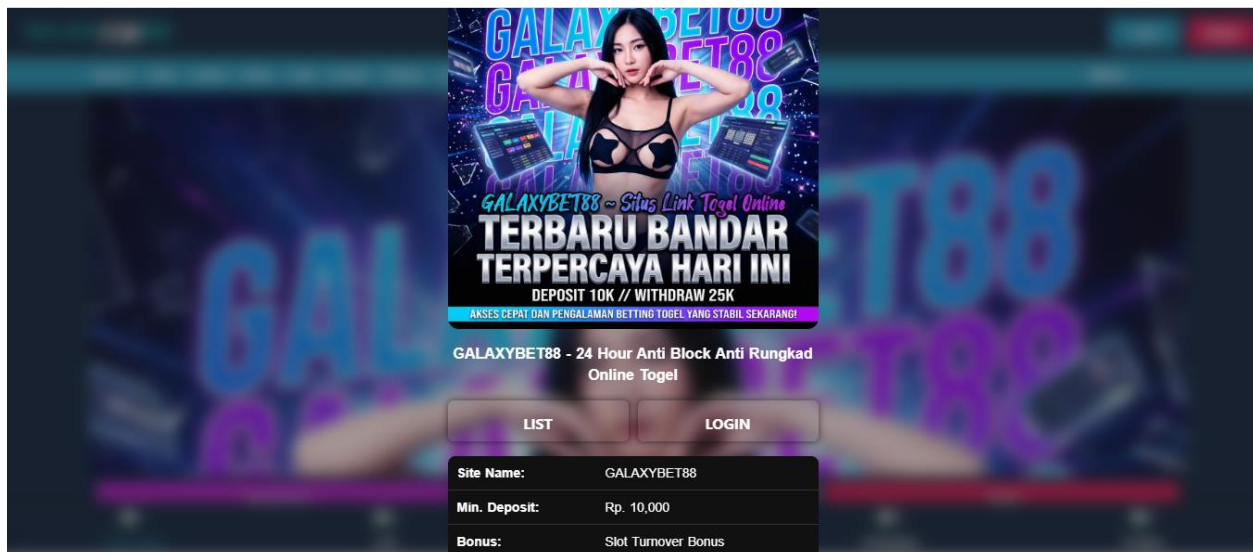 GALAXYBET88
GALAXYBET88
GALAXYBET88 ~ Situs Link Togel Online
TERBARU BANDAR
TERPERCAYA HARI INI
DEPOSIT 10K // WITHDRAW 25K
AKSES CEPAT DAN PENGALAMAN BETTING TOGEL YANG STABIL SEKARANG!
GALAXYBET88 - 24 Hour Anti Block Anti Rungkad
Online Togel
LIST LOGIN
Site Name: GALAXYBET88
Min. Deposit: Rp. 10,000
Bonus: Slot Turnover Bonus